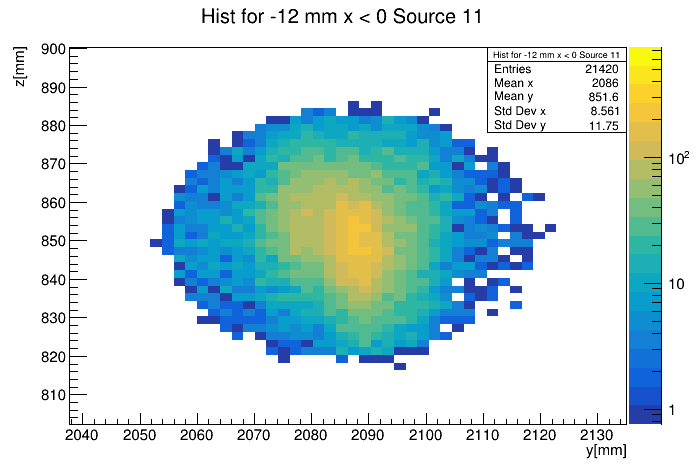 Hist for -12 mm x < 0 Source 11
z[mm]
900
890
880
870
860
850
840
830
820
810
Hist for -12 mm x < 0 Source 11
Entries 21420
Mean x 2086
Mean y 851.6
Std Dev x 8.561
Std Dev y 11.75
10²
10
1
2040 2050 2060 2070 2080 2090 2100 2110 2120 2130
y[mm]